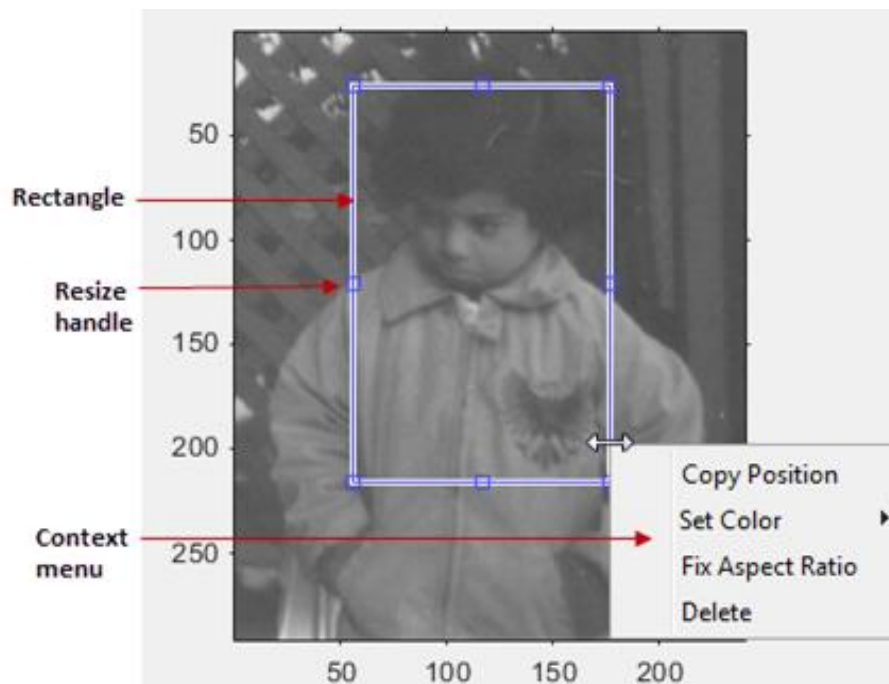 50
Rectangle
100
Resize
handle
150
200
Copy Position
Set Color
Context
menu
250
Fix Aspect Ratio
Delete
50 100 150 200